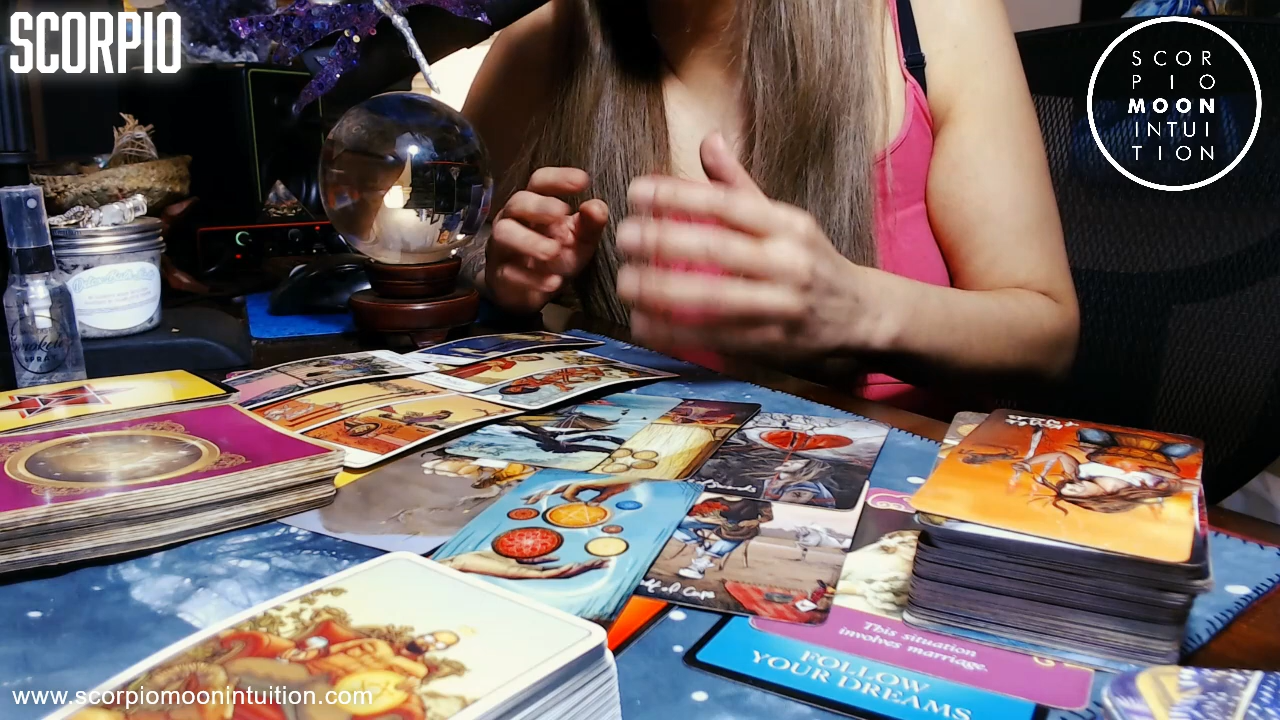 SCORPIO
SCOR
PIO
MOON
INTUI
TION
This situation
involves marriage.
FOLLOW
YOUR DREAMS
www.scorpiomoonintuition.com